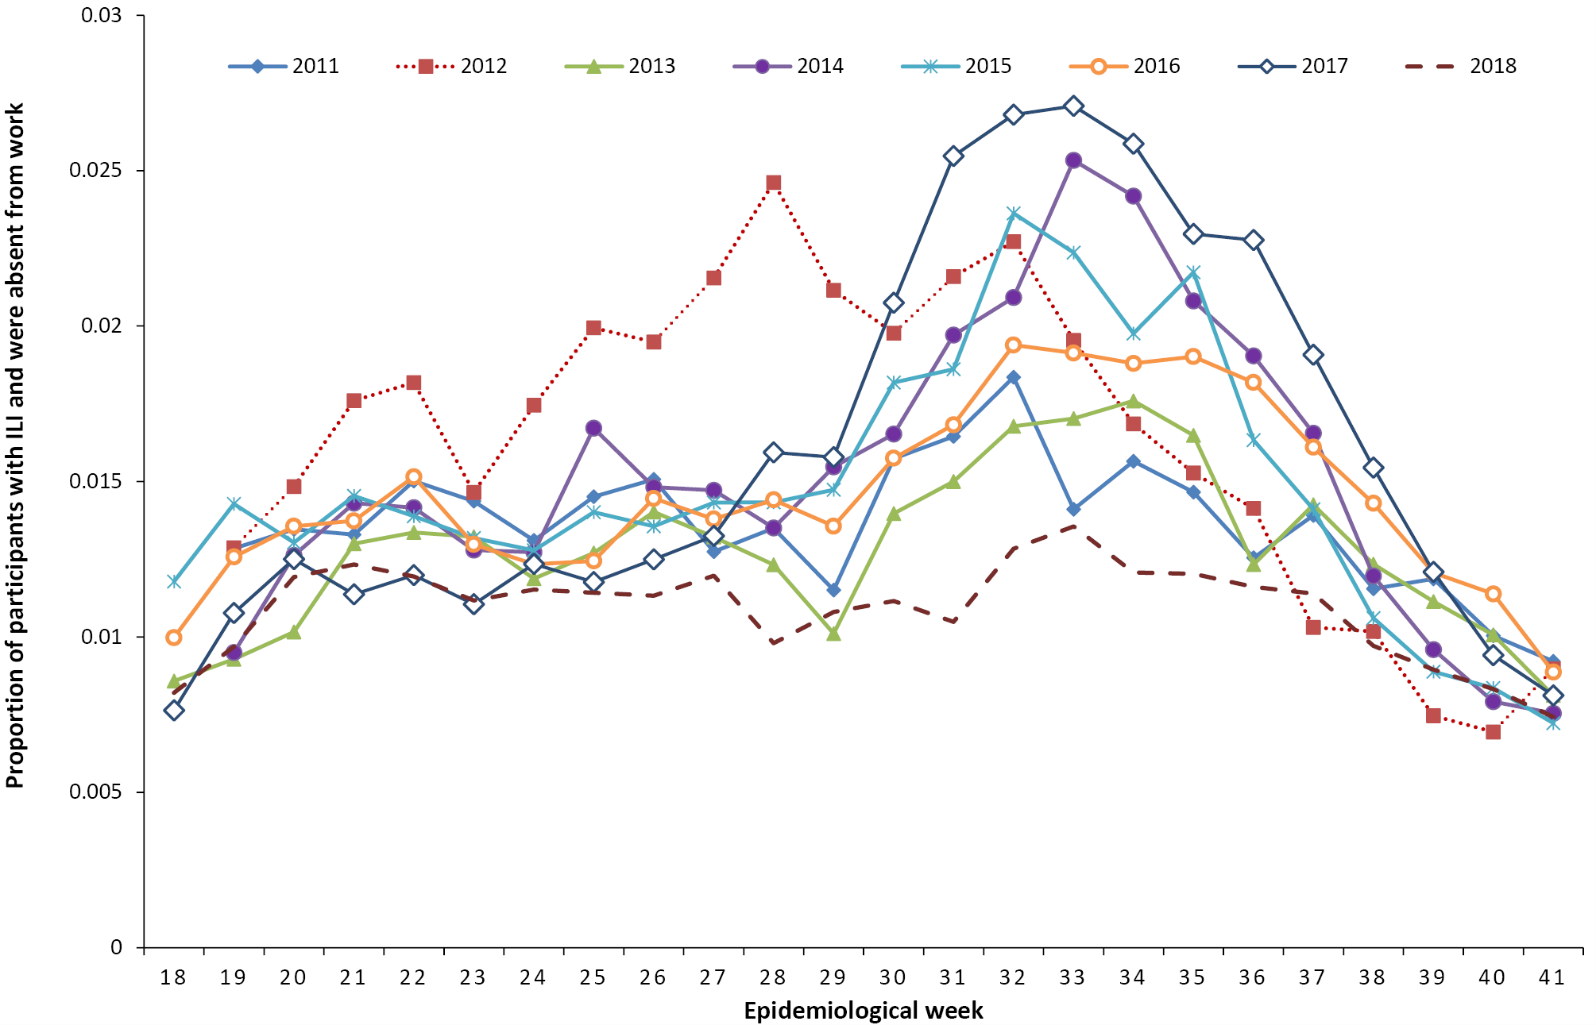 0.03
2011 2012 2013 2014 2015 2016 2017 2018
0.025
0.02
0.015
0.01
0.005
0
Proportion of participants with ILI and were absent from work
18 19 20 21 22 23 24 25 26 27 28 29 30 31 32 33 34 35 36 37 38 39 40 41
Epidemiological week